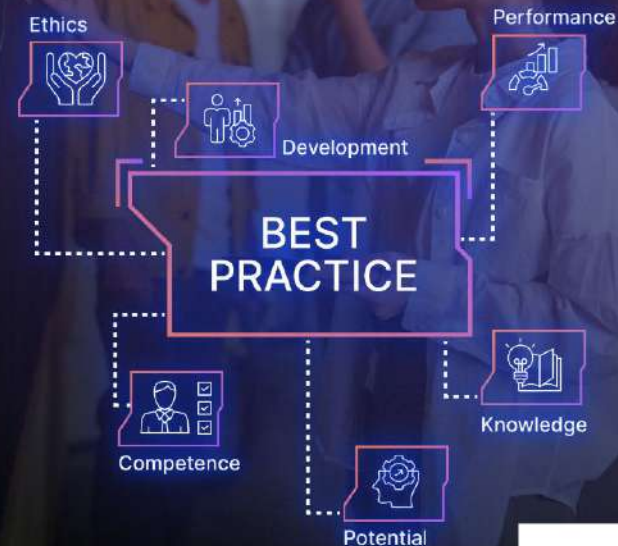 Ethics
Performance
Development
BEST
PRACTICE
Knowledge
Competence
Potential